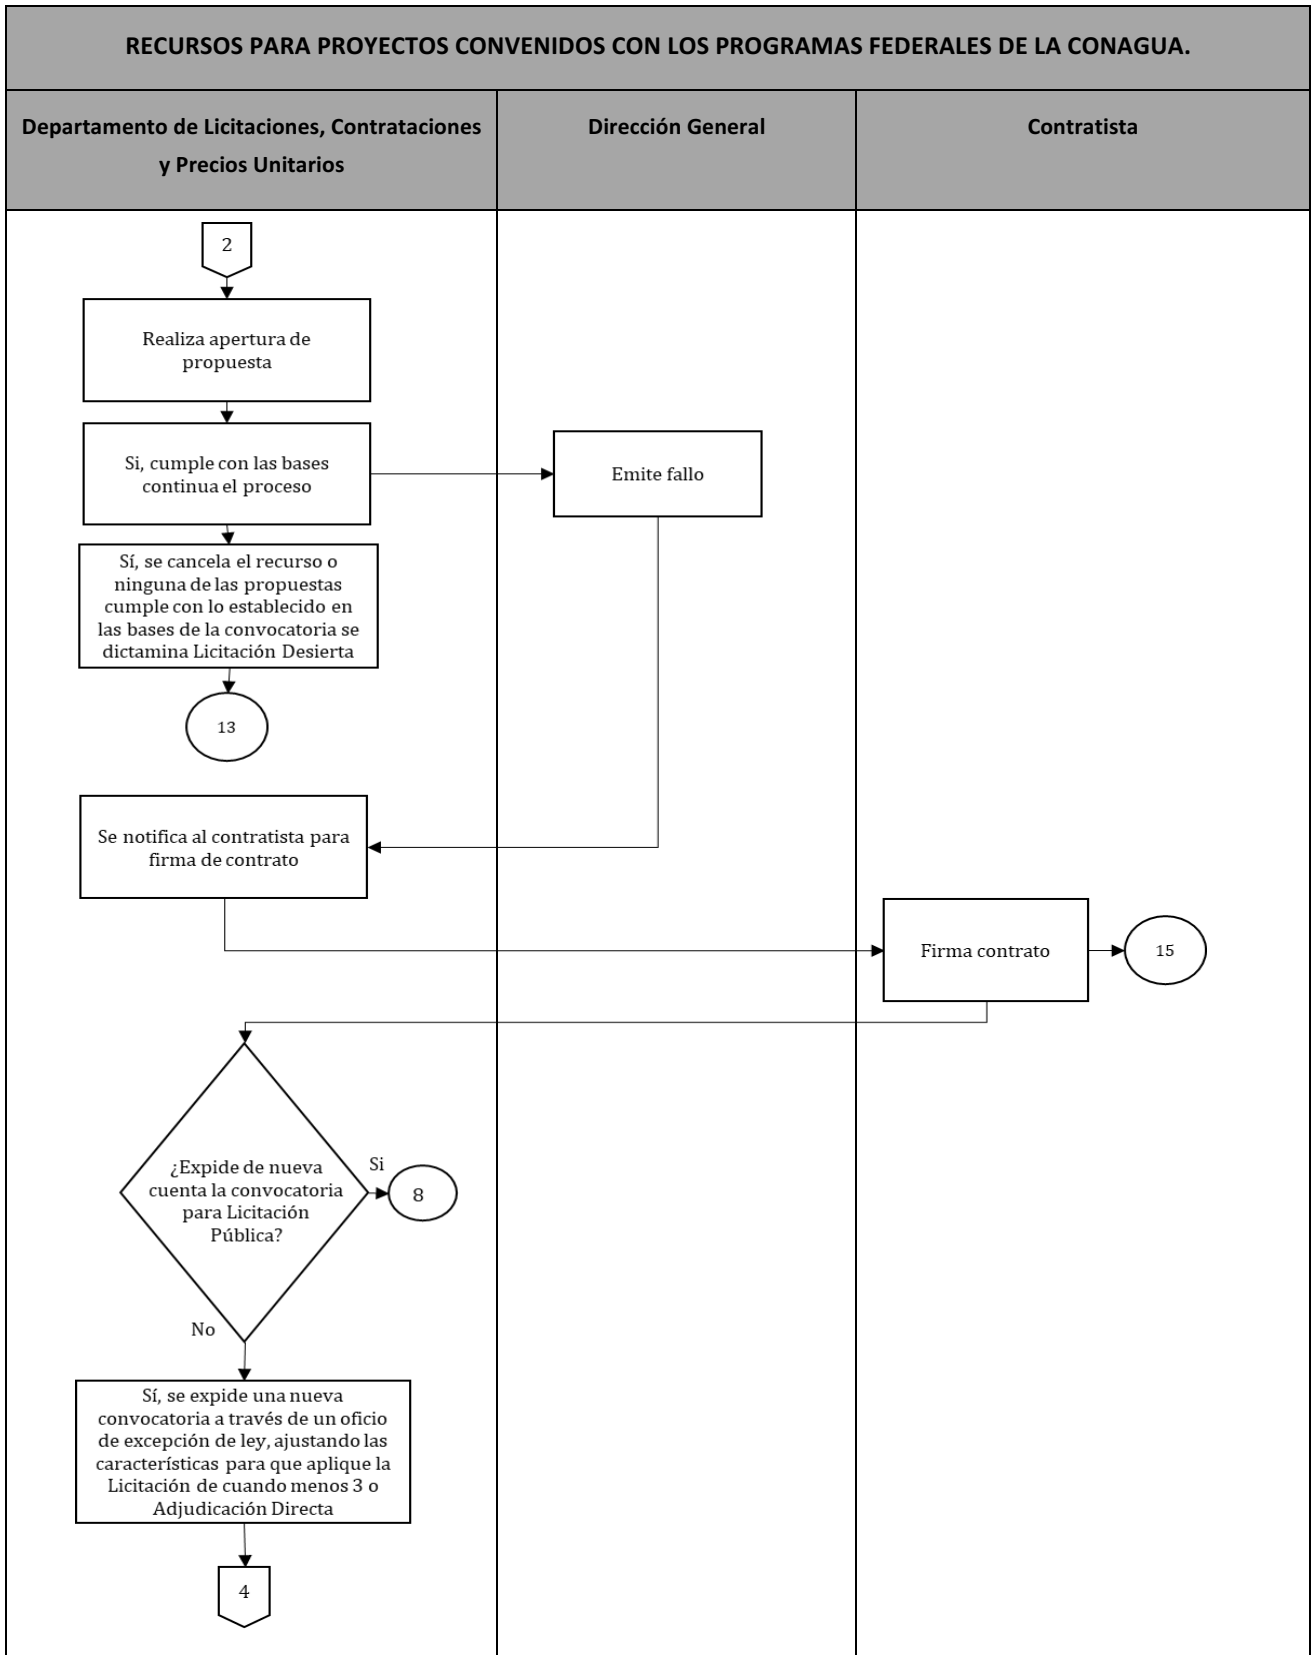 RECURSOS PARA PROYECTOS CONVENIDOS CON LOS PROGRAMAS FEDERALES DE LA CONAGUA.
Departamento de Licitaciones, Contrataciones
y Precios Unitarios
Dirección General
Contratista
2
Realiza apertura de
propuesta
Si, cumple con las bases
continua el proceso
Emite fallo
Sí, se cancela el recurso o
ninguna de las propuestas
cumple con lo establecido en
las bases de la convocatoria se
dictamina Licitación Desierta
13
Se notifica al contratista para
firma de contrato
Firma contrato
15
¿Expide de nueva
cuenta la convocatoria
para Licitación
Pública?
Si
8
No
Sí, se expide una nueva
convocatoria a través de un oficio
de excepción de ley, ajustando las
características para que aplique la
Licitación de cuando menos 3 o
Adjudicación Directa
4